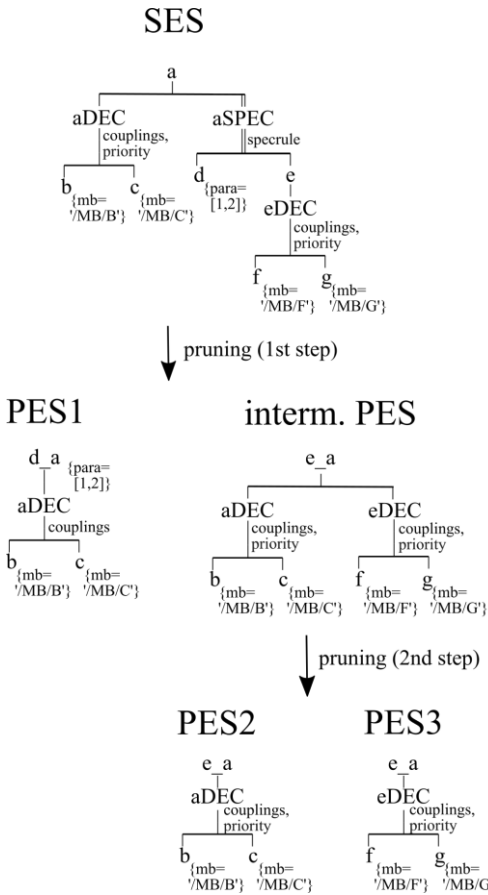 SES
a
aDEC aSPEC
couplings, specrule
priority
b c d e
{mb= {mb= {para=
'/MB/B'} '/MB/C'} [1,2]}
eDEC
couplings,
priority
f g
{mb= {mb=
'/MB/F'} '/MB/G'}
pruning (1st step)
PES1 interm. PES
d_a {para= e_a
[1,2]}
aDEC aDEC eDEC
couplings couplings, couplings,
priority priority
b c b c f g
{mb= {mb= {mb= {mb= {mb= {mb=
'/MB/B'} '/MB/C'} '/MB/B'} '/MB/C'} '/MB/F'} '/MB/G'}
pruning (2nd step)
PES2 PES3
e_a e_a
aDEC eDEC
couplings, couplings,
priority priority
b c f g
{mb= {mb= {mb= {mb=
'/MB/B'} '/MB/C'} '/MB/F'} '/MB/G